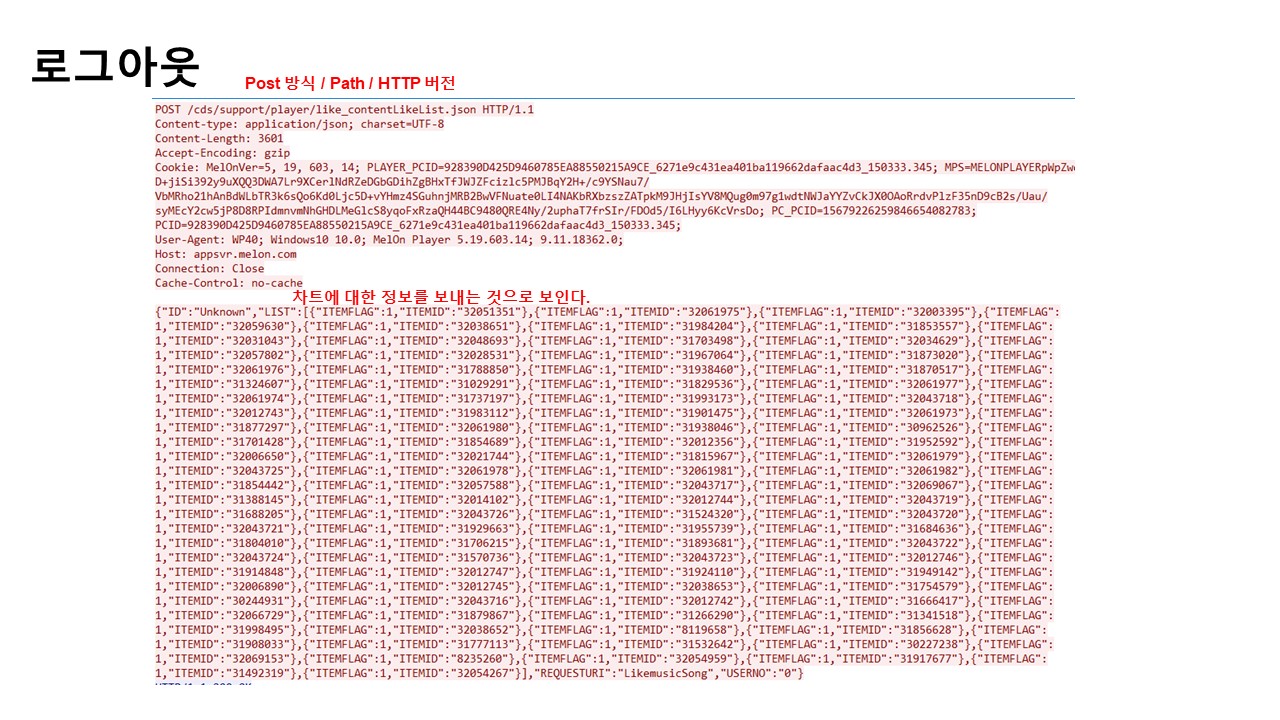 로그아웃
Post 방식 / Path / HTTP 버전
POST /cds/support/player/like_contentLikeList.json HTTP/1.1
Content-type: application/json; charset=UTF-8
Content-Length: 3601
Accept-Encoding: gzip
Cookie: MelOnVer=5, 19, 603, 14; PLAYER_PCID=928390D425D9460785EA88550215A9CE_6271e9c431ea401ba119662dafaac4d3_150333.345; MPS=MELONPLAYERpWpZw
D+jiSi392y9uXQQ3DWA7Lr9XCerlNdRZeDGbGDihZgBHxTfJWJZFcizlc5PMJBqY2H+/c9YSNau7/
VbMRho21hAnBdWLbTR3k6sQo6Kd0Ljc5D+vYHmz4SGuhnjMRB2BwVFNuate0LI4NAKbRXbzszZATpkM9JHjIsYV8MQug0m97g1wdtNWJaYYZvCkJX0OAoRrdvPlzF35nD9cB2s/Uau/
syMEcY2cw5jP8D8RPIdmnvmNhGHDLMeGlcS8yqoFxRzaQH44BC9480QRE4Ny/2uphaT7frSIr/FDOd5/I6LHyy6KcVrsDo; PC_PCID=15679226259846654082783;
PCID=928390D425D9460785EA88550215A9CE_6271e9c431ea401ba119662dafaac4d3_150333.345;
User-Agent: WP40; Windows10 10.0; MelOn Player 5.19.603.14; 9.11.18362.0;
Host: appsvr.melon.com
Connection: Close
Cache-Control: no-cache
차트에 대한 정보를 보내는 것으로 보인다.
{"ID":"Unknown","LIST":[{"ITEMFLAG":1,"ITEMID":"32051351"},{"ITEMFLAG":1,"ITEMID":"32061975"},{"ITEMFLAG":1,"ITEMID":"32003395"},{"ITEMFLAG":
1,"ITEMID":"32059630"},{"ITEMFLAG":1,"ITEMID":"32038651"},{"ITEMFLAG":1,"ITEMID":"31984204"},{"ITEMFLAG":1,"ITEMID":"31853557"},{"ITEMFLAG":
1,"ITEMID":"32031043"},{"ITEMFLAG":1,"ITEMID":"32048693"},{"ITEMFLAG":1,"ITEMID":"31703498"},{"ITEMFLAG":1,"ITEMID":"32034629"},{"ITEMFLAG":
1,"ITEMID":"32057802"},{"ITEMFLAG":1,"ITEMID":"32028531"},{"ITEMFLAG":1,"ITEMID":"31967064"},{"ITEMFLAG":1,"ITEMID":"31873020"},{"ITEMFLAG":
1,"ITEMID":"32061976"},{"ITEMFLAG":1,"ITEMID":"31788850"},{"ITEMFLAG":1,"ITEMID":"31938460"},{"ITEMFLAG":1,"ITEMID":"31870517"},{"ITEMFLAG":
1,"ITEMID":"31324607"},{"ITEMFLAG":1,"ITEMID":"31029291"},{"ITEMFLAG":1,"ITEMID":"31829536"},{"ITEMFLAG":1,"ITEMID":"32061977"},{"ITEMFLAG":
1,"ITEMID":"32061974"},{"ITEMFLAG":1,"ITEMID":"31737197"},{"ITEMFLAG":1,"ITEMID":"31993173"},{"ITEMFLAG":1,"ITEMID":"32043718"},{"ITEMFLAG":
1,"ITEMID":"32012743"},{"ITEMFLAG":1,"ITEMID":"31983112"},{"ITEMFLAG":1,"ITEMID":"31901475"},{"ITEMFLAG":1,"ITEMID":"32061973"},{"ITEMFLAG":
1,"ITEMID":"31877297"},{"ITEMFLAG":1,"ITEMID":"32061980"},{"ITEMFLAG":1,"ITEMID":"31938046"},{"ITEMFLAG":1,"ITEMID":"30962526"},{"ITEMFLAG":
1,"ITEMID":"31701428"},{"ITEMFLAG":1,"ITEMID":"31854689"},{"ITEMFLAG":1,"ITEMID":"32012356"},{"ITEMFLAG":1,"ITEMID":"31952592"},{"ITEMFLAG":
1,"ITEMID":"32006650"},{"ITEMFLAG":1,"ITEMID":"32021744"},{"ITEMFLAG":1,"ITEMID":"31815967"},{"ITEMFLAG":1,"ITEMID":"32061979"},{"ITEMFLAG":
1,"ITEMID":"32043725"},{"ITEMFLAG":1,"ITEMID":"32061978"},{"ITEMFLAG":1,"ITEMID":"32061981"},{"ITEMFLAG":1,"ITEMID":"32061982"},{"ITEMFLAG":
1,"ITEMID":"31854442"},{"ITEMFLAG":1,"ITEMID":"32057588"},{"ITEMFLAG":1,"ITEMID":"32043717"},{"ITEMFLAG":1,"ITEMID":"32069067"},{"ITEMFLAG":
1,"ITEMID":"31388145"},{"ITEMFLAG":1,"ITEMID":"32014102"},{"ITEMFLAG":1,"ITEMID":"32012744"},{"ITEMFLAG":1,"ITEMID":"32043719"},{"ITEMFLAG":
1,"ITEMID":"31688205"},{"ITEMFLAG":1,"ITEMID":"32043726"},{"ITEMFLAG":1,"ITEMID":"31524320"},{"ITEMFLAG":1,"ITEMID":"32043720"},{"ITEMFLAG":
1,"ITEMID":"32043721"},{"ITEMFLAG":1,"ITEMID":"31929663"},{"ITEMFLAG":1,"ITEMID":"31955739"},{"ITEMFLAG":1,"ITEMID":"31684636"},{"ITEMFLAG":
1,"ITEMID":"31804010"},{"ITEMFLAG":1,"ITEMID":"31706215"},{"ITEMFLAG":1,"ITEMID":"31893681"},{"ITEMFLAG":1,"ITEMID":"32043722"},{"ITEMFLAG":
1,"ITEMID":"32043724"},{"ITEMFLAG":1,"ITEMID":"31570736"},{"ITEMFLAG":1,"ITEMID":"32043723"},{"ITEMFLAG":1,"ITEMID":"32012746"},{"ITEMFLAG":
1,"ITEMID":"31914848"},{"ITEMFLAG":1,"ITEMID":"32012747"},{"ITEMFLAG":1,"ITEMID":"31924110"},{"ITEMFLAG":1,"ITEMID":"31949142"},{"ITEMFLAG":
1,"ITEMID":"32006890"},{"ITEMFLAG":1,"ITEMID":"32012745"},{"ITEMFLAG":1,"ITEMID":"32038653"},{"ITEMFLAG":1,"ITEMID":"31754579"},{"ITEMFLAG":
1,"ITEMID":"30244931"},{"ITEMFLAG":1,"ITEMID":"32043716"},{"ITEMFLAG":1,"ITEMID":"32012742"},{"ITEMFLAG":1,"ITEMID":"31666417"},{"ITEMFLAG":
1,"ITEMID":"32066729"},{"ITEMFLAG":1,"ITEMID":"31879867"},{"ITEMFLAG":1,"ITEMID":"31266290"},{"ITEMFLAG":1,"ITEMID":"31341518"},{"ITEMFLAG":
1,"ITEMID":"31998495"},{"ITEMFLAG":1,"ITEMID":"32038652"},{"ITEMFLAG":1,"ITEMID":"8119658"},{"ITEMFLAG":1,"ITEMID":"31856628"},{"ITEMFLAG":
1,"ITEMID":"31908033"},{"ITEMFLAG":1,"ITEMID":"31777113"},{"ITEMFLAG":1,"ITEMID":"31532642"},{"ITEMFLAG":1,"ITEMID":"30227238"},{"ITEMFLAG":
1,"ITEMID":"32069153"},{"ITEMFLAG":1,"ITEMID":"8235260"},{"ITEMFLAG":1,"ITEMID":"32054959"},{"ITEMFLAG":1,"ITEMID":"31917677"},{"ITEMFLAG":
1,"ITEMID":"31492319"},{"ITEMFLAG":1,"ITEMID":"32054267"}],"REQUESTURI":"LikemusicSong","USERNO":"0"}